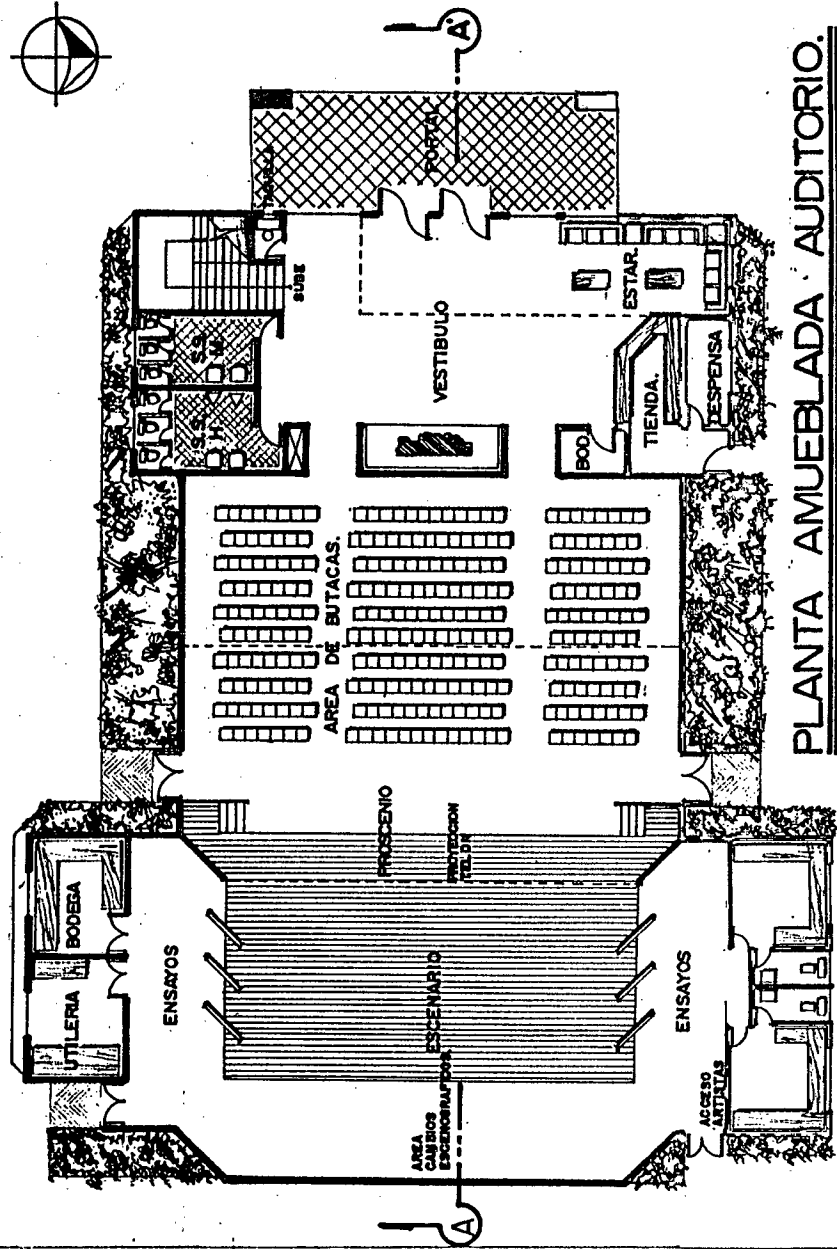 A'
PORTAL
TAQUILLA
SUBE
S.S.
M.
S.S.
H.
VESTIBULO
ESTAR.
BOD.
TIENDA.
DESPENSA
AREA DE BUTACAS.
PROSCENIO
PROYECCION
TELON
BODEGA
UTILERIA
ENSAYOS
ESCENARIO
ENSAYOS
AREA
CAMBIOS
ESCENOGRAFICOS.
ACCESO
ARTISTAS
A
PLANTA AMUEBLADA AUDITORIO.